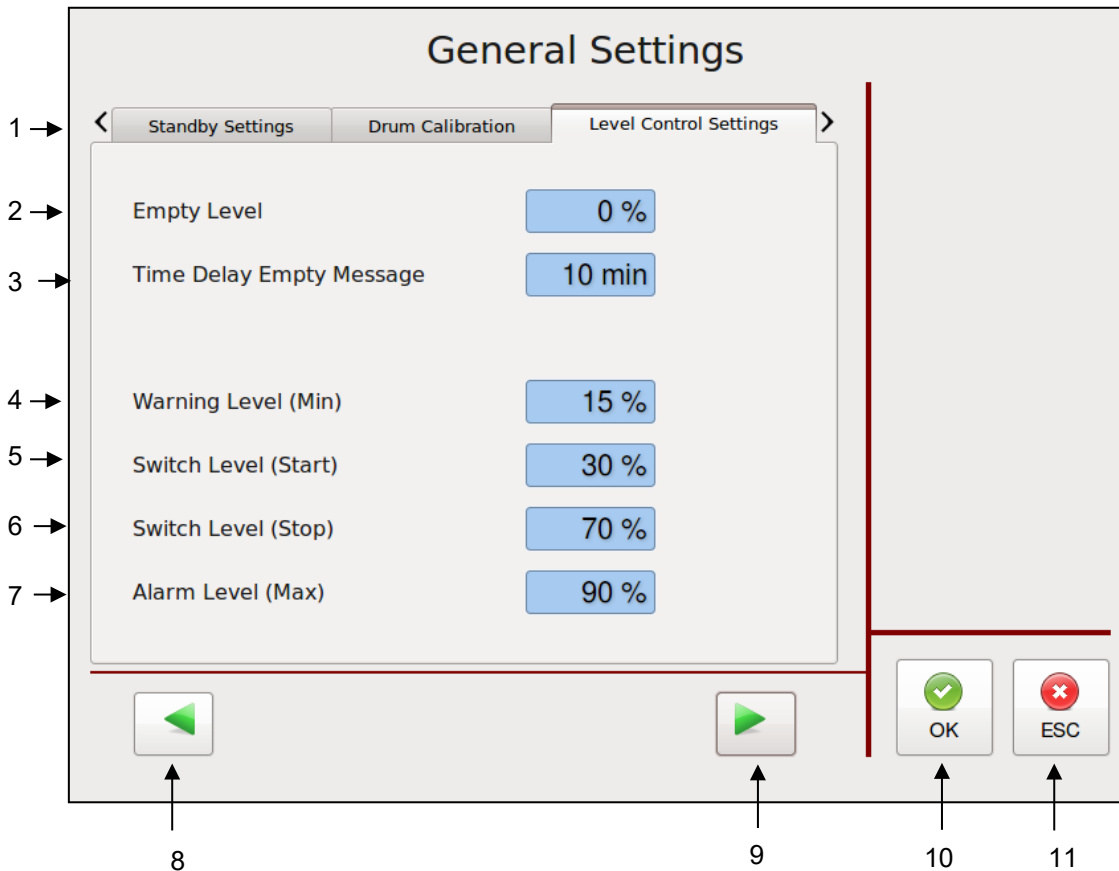 General Settings
1 Standby Settings Drum Calibration Level Control Settings
2 Empty Level 0 %
3 Time Delay Empty Message 10 min
4 Warning Level (Min) 15 %
5 Switch Level (Start) 30 %
6 Switch Level (Stop) 70 %
7 Alarm Level (Max) 90 %
OK ESC
8 9 10 11